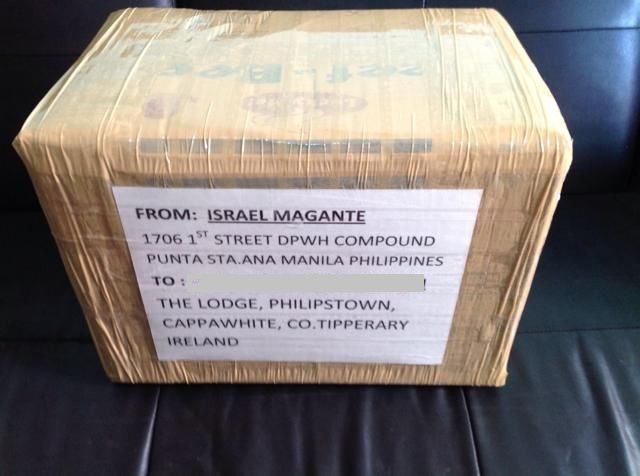 FROM: ISRAEL MAGANTE
1706 1ST STREET DPWH COMPOUND
PUNTA STA.ANA MANILA PHILIPPINES
TO :
THE LODGE, PHILIPSTOWN,
CAPPAWHITE, CO.TIPPERARY
IRELAND